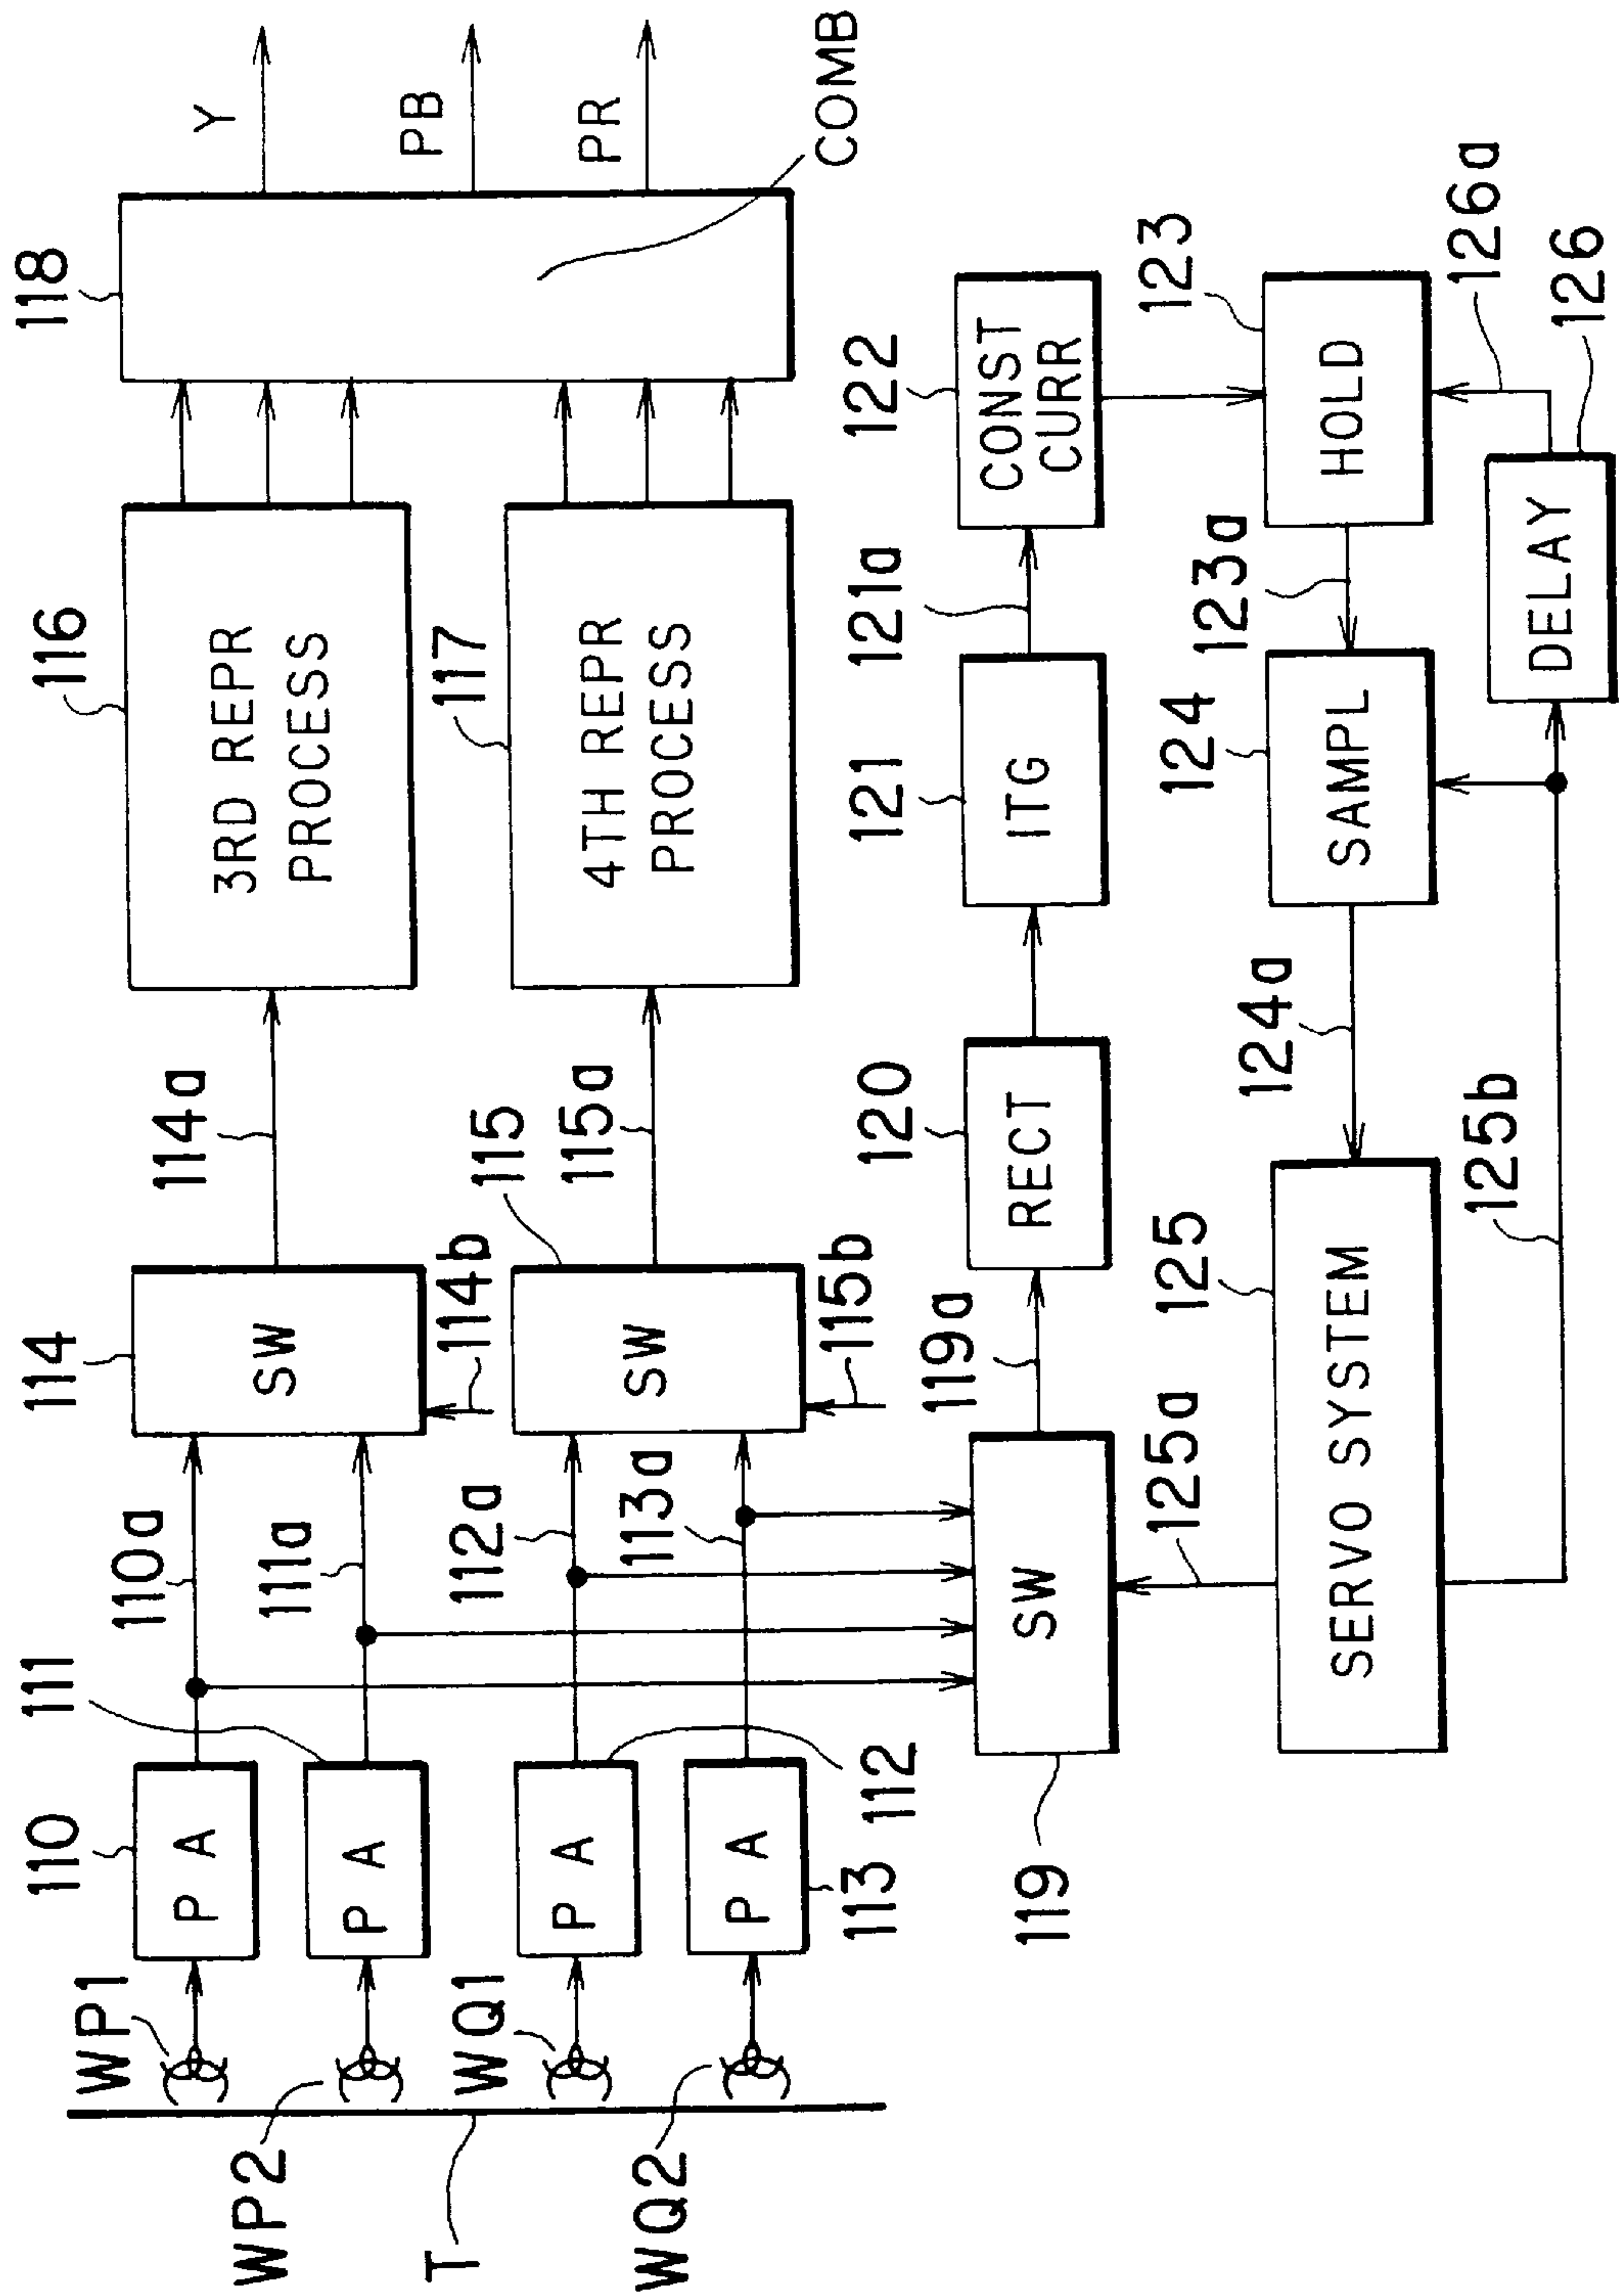 118
Y
PB
PR
COMB
116
3RD REPR
PROCESS
117
4TH REPR
PROCESS
114a
115
115a
114
SW
114b
SW
115b
110a
111a
112a
113a
110
P A
111
P A
P A
112
P A
113
WP1
WP2
WQ1
WQ2
T
119
SW
119a
120
RECT
121
ITG
121a
122
CONST
CURR
123
HOLD
123a
124
SAMPL
124a
125
SERVO SYSTEM
125a
125b
126
DELAY
126a